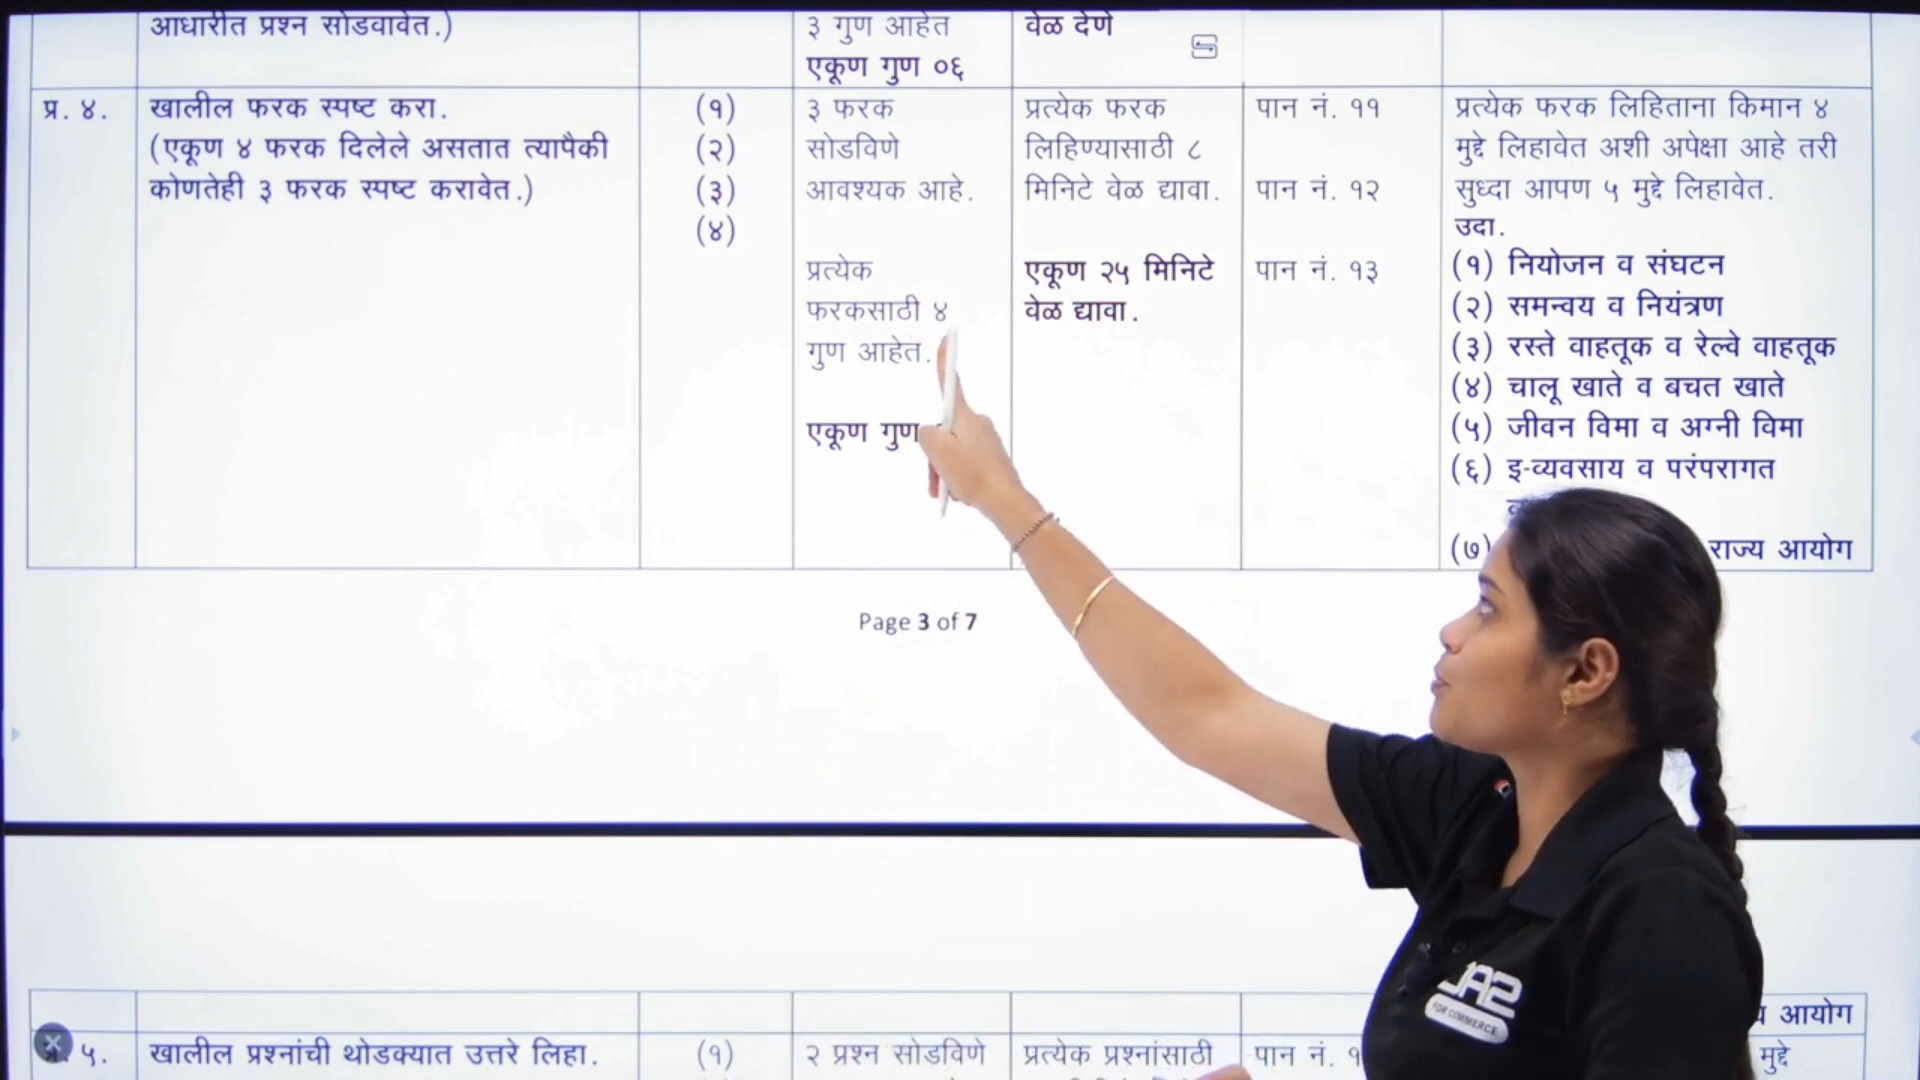 आधारीत प्रश्न सोडवावेत.)
३ गुण आहेत
एकूण गुण ०६
वेळ देणे
प्र. ४.
खालील फरक स्पष्ट करा.
(एकूण ४ फरक दिलेले असतात त्यापैकी
कोणतेही ३ फरक स्पष्ट करावेत.)
(१)
(२)
(३)
(४)
३ फरक
सोडविणे
आवश्यक आहे.
प्रत्येक
फरकसाठी ४
गुण आहेत.
एकूण गुण
प्रत्येक फरक
लिहिण्यासाठी ८
मिनिटे वेळ द्यावा.
एकूण २५ मिनिटे
वेळ द्यावा.
पान नं. ११
पान नं. १२
पान नं. १३
प्रत्येक फरक लिहिताना किमान ४
मुद्दे लिहावेत अशी अपेक्षा आहे तरी
सुध्दा आपण ५ मुद्दे लिहावेत.
उदा.
(१) नियोजन व संघटन
(२) समन्वय व नियंत्रण
(३) रस्ते वाहतूक व रेल्वे वाहतूक
(४) चालू खाते व बचत खाते
(५) जीवन विमा व अग्नी विमा
(६) इ-व्यवसाय व परंपरागत
(७) राज्य आयोग
Page 3 of 7
आयोग
५.
खालील प्रश्नांची थोडक्यात उत्तरे लिहा.
(१)
२ प्रश्न सोडविणे
प्रत्येक प्रश्नांसाठी
पान नं. १
मुद्दे
FOR COMMERCE